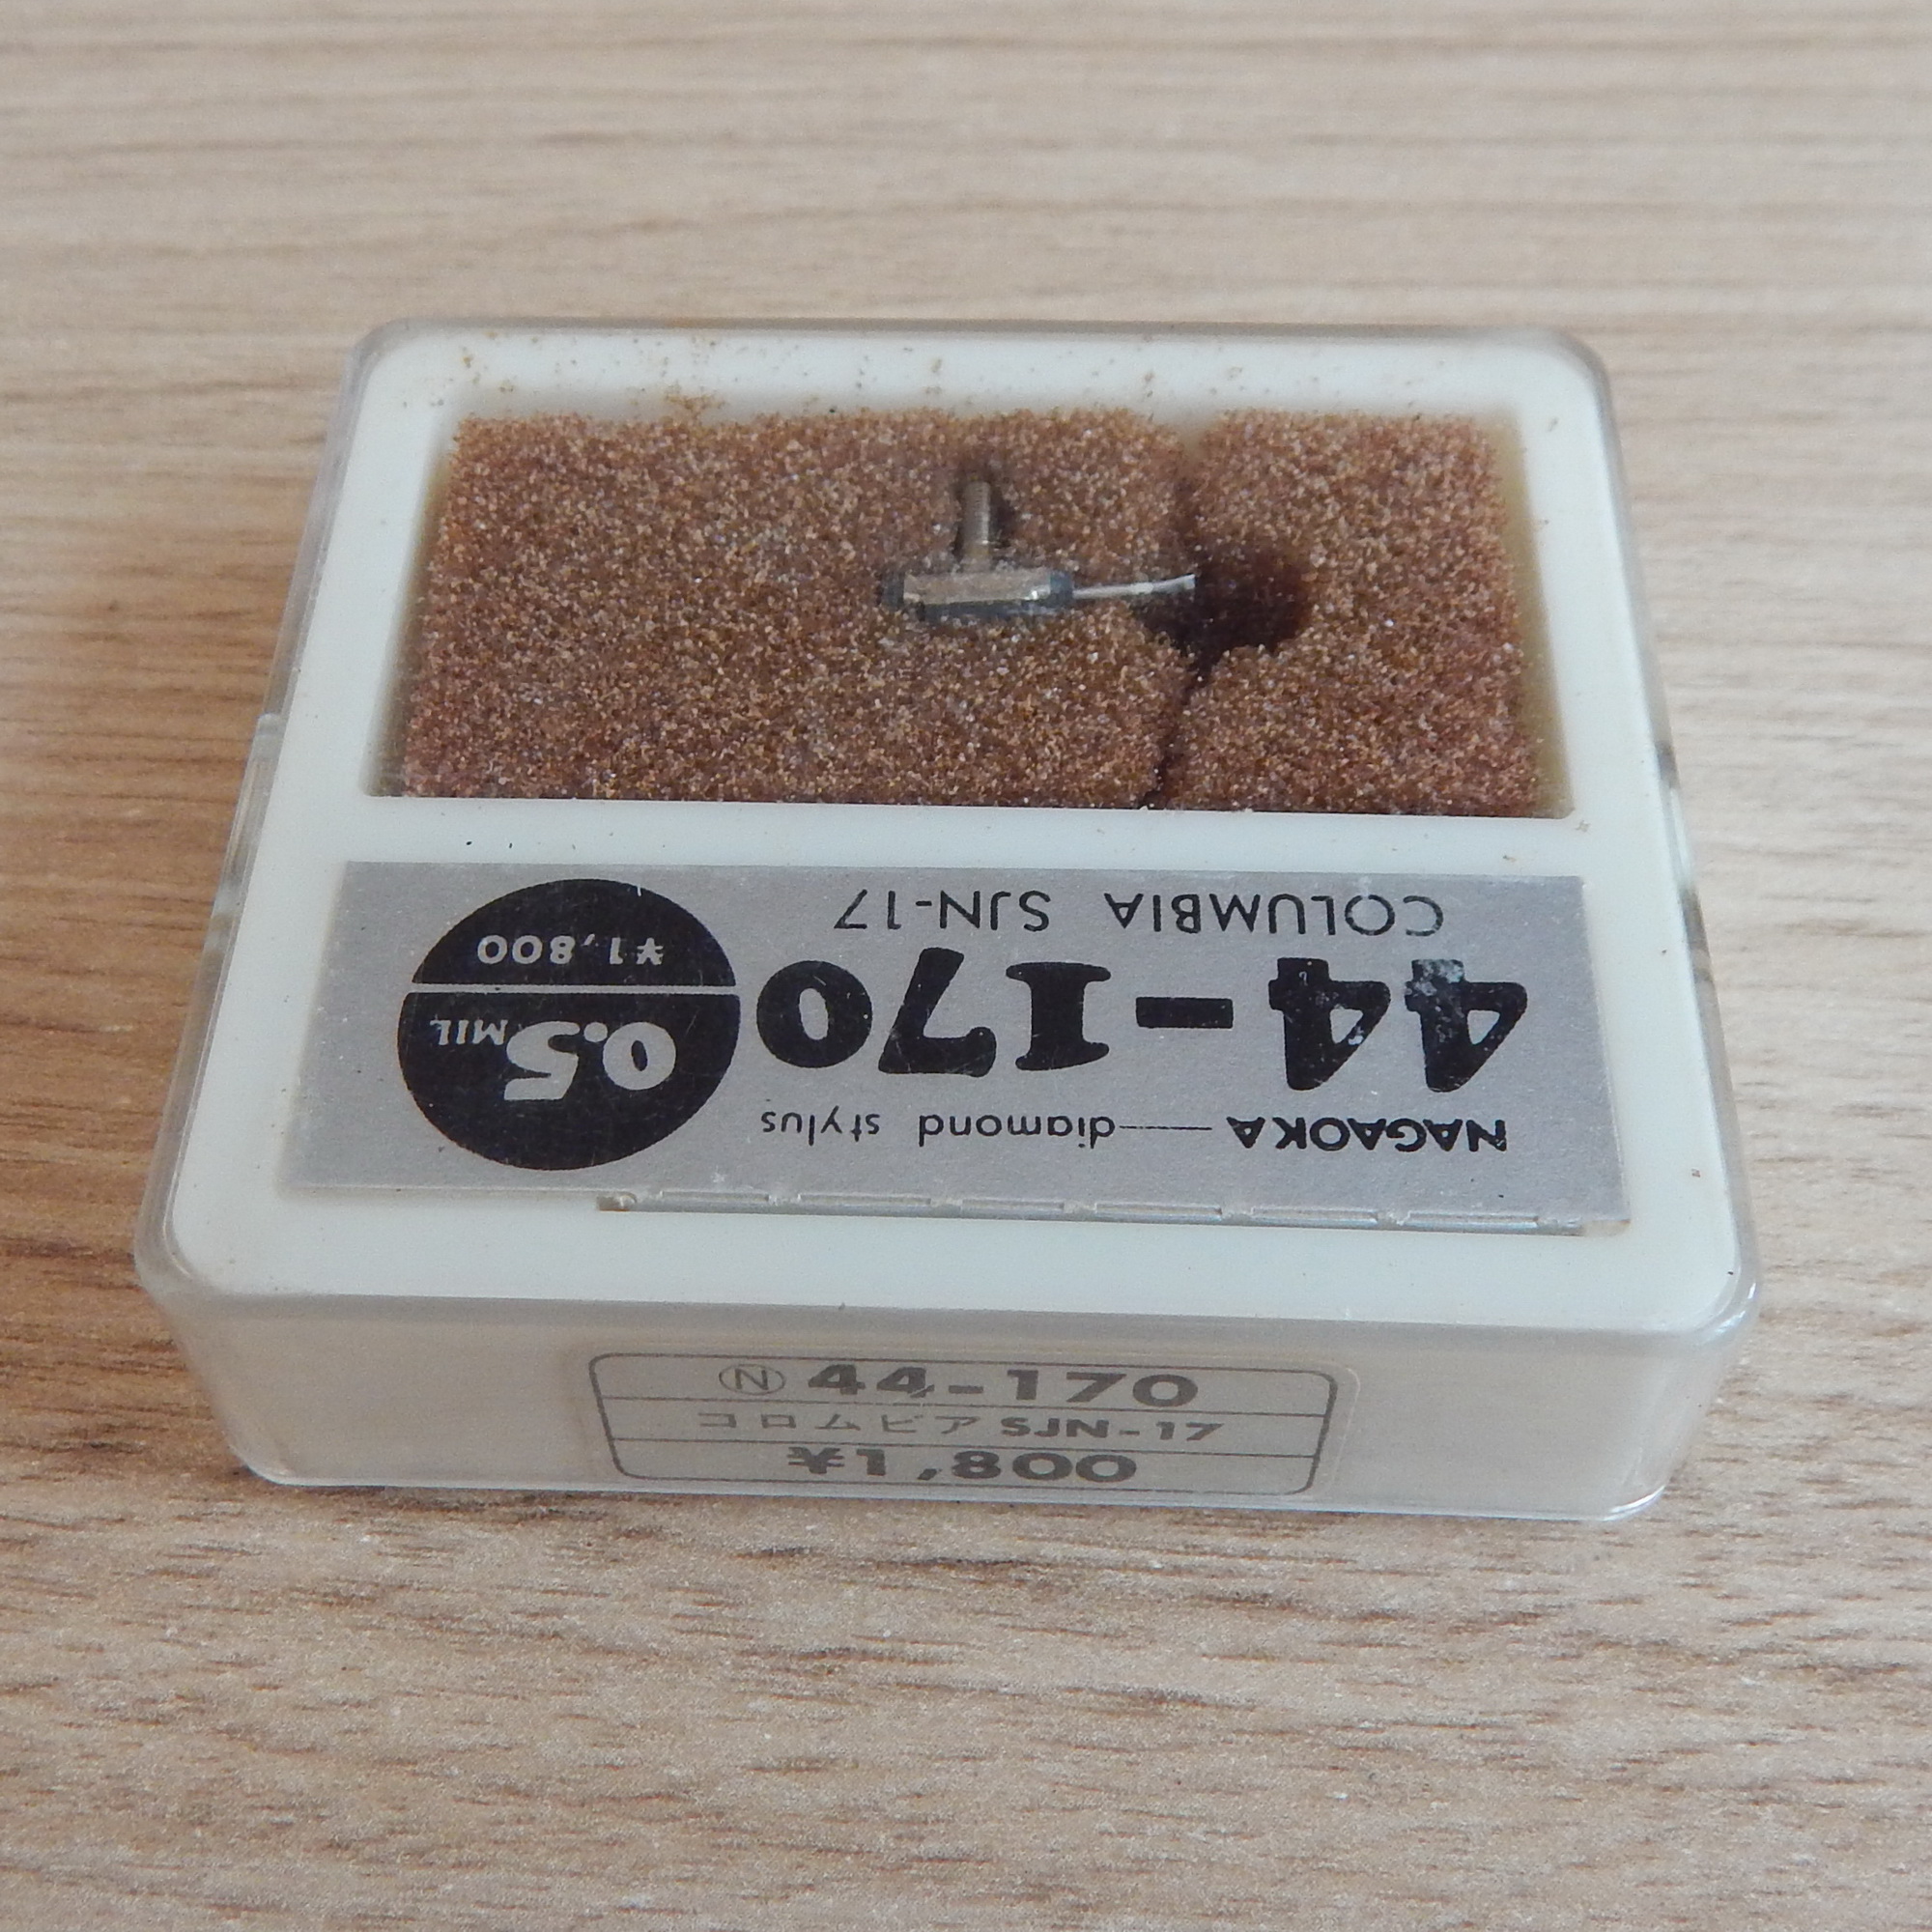 NAGAOKA—diamond stylus
44-170
COLUMBIA SJN-17
0.5 MIL
¥1,800
Ⓝ 44-170
コロムビア SJN-17
¥1,800